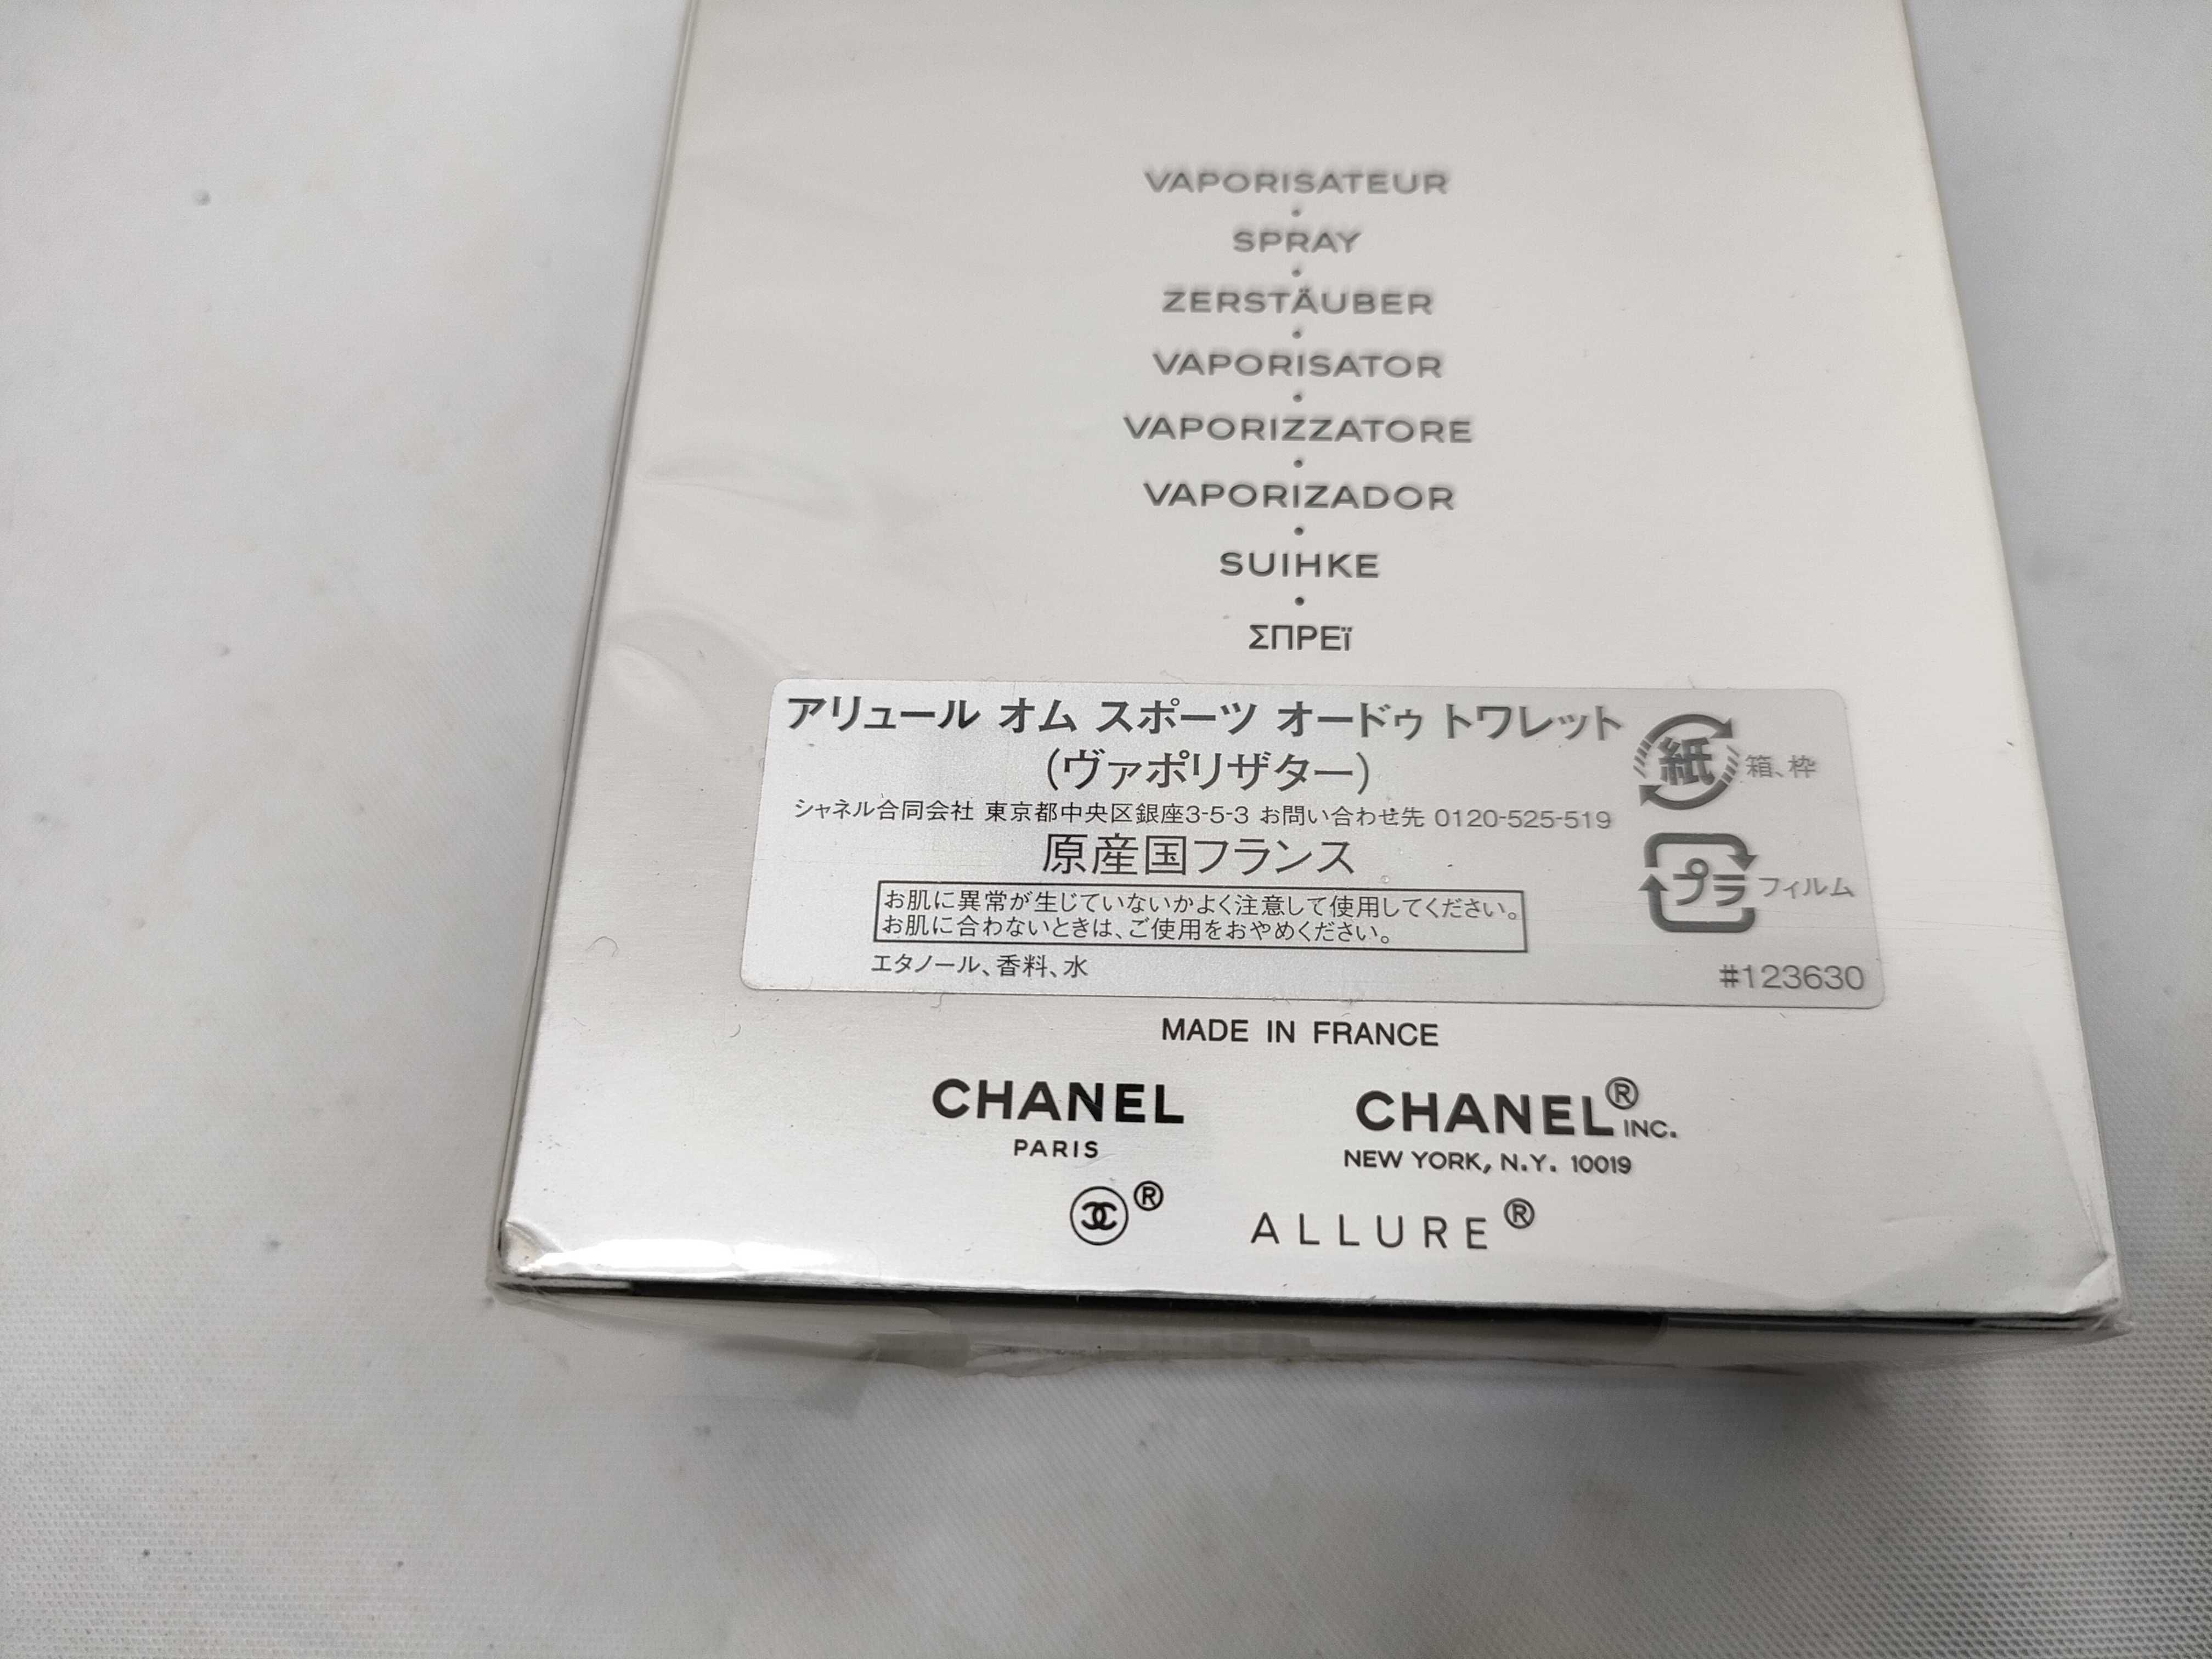 VAPORISATEUR
•
SPRAY
•
ZERSTÄUBER
•
VAPORISATOR
•
VAPORIZZATORE
•
VAPORIZADOR
•
SUIHKE
•
ΣΠΡΕϊ
アリュール オム スポーツ オードゥ トワレット
(ヴァポリザター)
シャネル合同会社 東京都中央区銀座3-5-3 お問い合わせ先 0120-525-519
原産国フランス
お肌に異常が生じていないかよく注意して使用してください。
お肌に合わないときは、ご使用をおやめください。
エタノール、香料、水
紙 箱、枠
プラ フィルム
#123630
MADE IN FRANCE
CHANEL
PARIS
CHANEL® INC.
NEW YORK, N.Y. 10019
®
ALLURE®